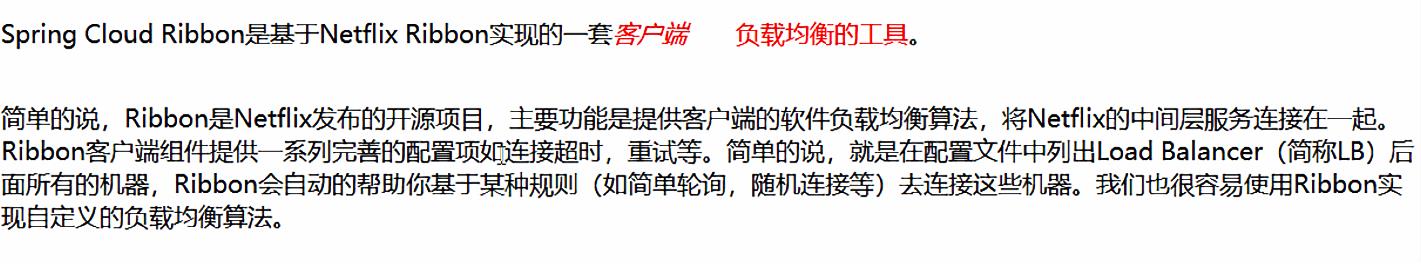 Spring Cloud Ribbon是基于Netflix Ribbon实现的一套客户端 负载均衡的工具。
简单的说，Ribbon是Netflix发布的开源项目，主要功能是提供客户端的软件负载均衡算法，将Netflix的中间层服务连接在一起。
Ribbon客户端组件提供一系列完善的配置项如连接超时，重试等。简单的说，就是在配置文件中列出Load Balancer（简称LB）后
面所有的机器，Ribbon会自动的帮助你基于某种规则（如简单轮询，随机连接等）去连接这些机器。我们也很容易使用Ribbon实
现自定义的负载均衡算法。